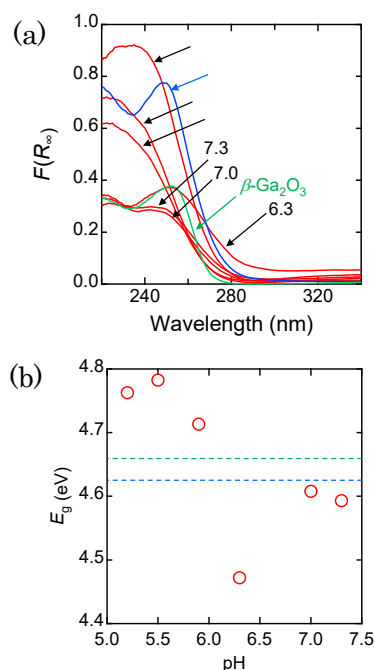 (a)
1.0
0.8
0.6
0.4
0.2
0.0
F(R∞)
7.3
7.0
β-Ga2O3
6.3
240 280 320
Wavelength (nm)
(b)
4.8
4.7
4.6
4.5
4.4
Eg (eV)
5.0 5.5 6.0 6.5 7.0 7.5
pH